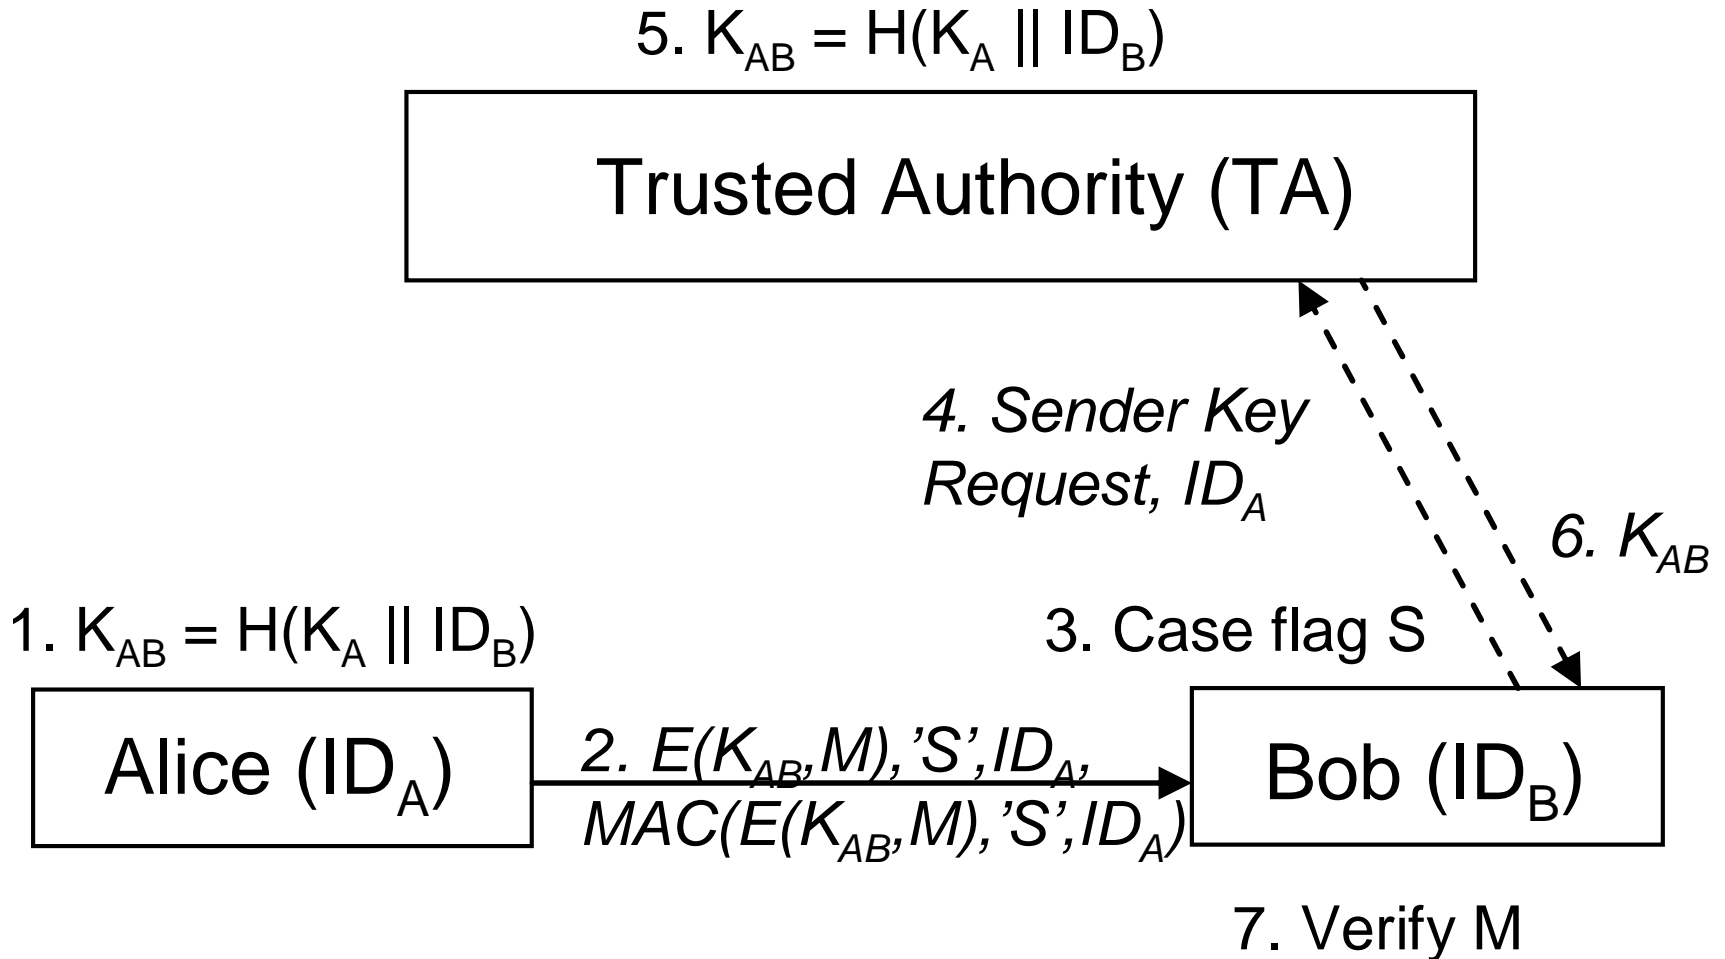 5. K_AB = H(K_A || ID_B)
Trusted Authority (TA)
4. Sender Key
Request, ID_A
6. K_AB
1. K_AB = H(K_A || ID_B)
3. Case flag S
Alice (ID_A)
2. E(K_AB,M),’S’,ID_A,
MAC(E(K_AB,M),’S’,ID_A)
Bob (ID_B)
7. Verify M